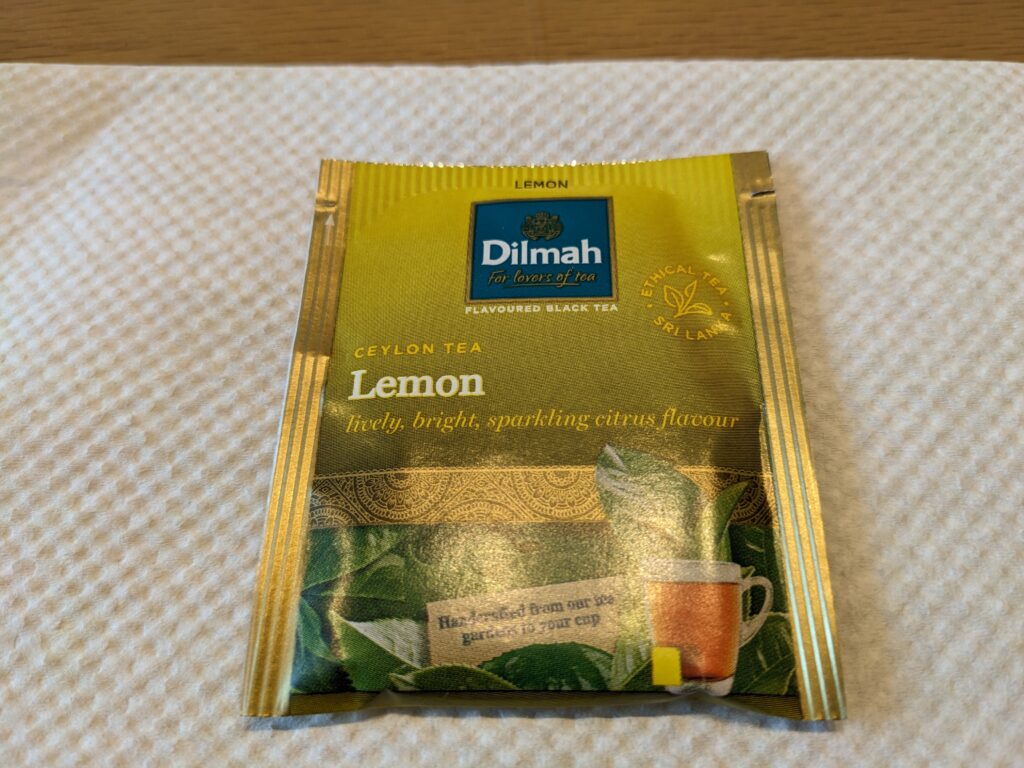 LEMON
Dilmah
For lovers of tea
FLAVOURED BLACK TEA
ETHICAL TEA
SRI LANKA
CEYLON TEA
Lemon
lively, bright, sparkling citrus flavour
Handcrafted from our tea
gardens to your cup